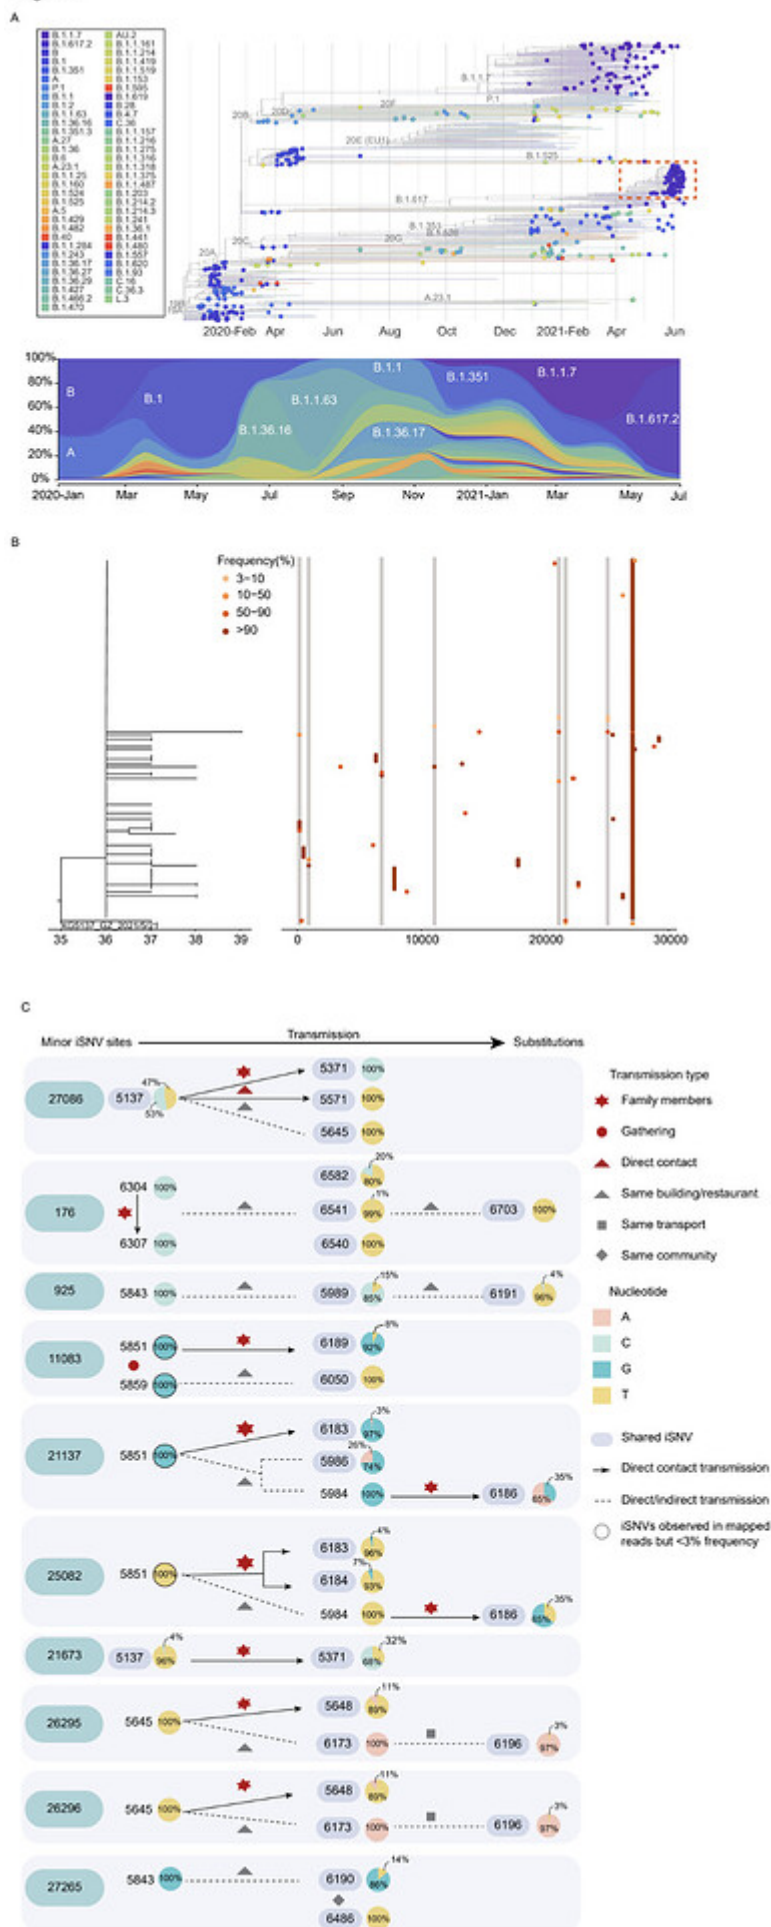 A
B.1.1.7 AU.2
B.1.617.2 B.1.1.161
B B.1.1.214
B.1 B.1.1.419
B.1.351 B.1.1.519
A B.1.153
P.1 B.1.595
B.1.1 B.1.619
B.1.2 B.28
B.1.1.63 B.4.7
B.1.36.16 C.36
B.1.351.3 B.1.1.157
A.27 B.1.1.216
B.1.36 B.1.1.275
B.6 B.1.1.316
A.23.1 B.1.1.318
B.1.1.25 B.1.1.375
B.1.160 B.1.1.487
B.1.524 B.1.203
B.1.525 B.1.214.2
A.5 B.1.214.3
B.1.429 B.1.241
B.1.482 B.1.36.1
B.40 B.1.441
B.1.1.284 B.1.480
B.1.243 B.1.557
B.1.36.17 B.1.620
B.1.36.27 B.1.93
B.1.36.29 C.16
B.1.427 C.36.3
B.1.466.2 L.3
B.1.470
B.1.1.7
P.1
20F
20D
20B
20E (EU1)
B.1.525
B.1.617
B.1.353
20C
20G
20A
A.23.1
2020-Feb Apr Jun Aug Oct Dec 2021-Feb Apr Jun
100%
80%
60%
40%
20%
0%
B B.1 B.1.36.16 B.1.1.63 B.1.1 B.1.351 B.1.1.7 B.1.617.2
A B.1.36.17
2020-Jan Mar May Jul Sep Nov 2021-Jan Mar May Jul
B
Frequency(%)
3-10
10-50
50-90
>90
35 36 37 38 39
0 10000 20000 30000
C
Minor iSNV sites Transmission Substitutions
27086 5137 47% 53%
5371 100%
5571 100%
5645 100%
176
6304 100%
6307 100%
6582 20% 80%
6541 1% 99% 6703 100%
6540 100%
925 5843 100% 5989 15% 85% 6191 4% 96%
11083
5851 100% 6189 8% 92%
5859 100% 6050 100%
21137 5851 100%
6183 3% 97%
5986 26% 74%
5984 100% 6186 35% 65%
25082 5851 100%
6183 4% 96%
6184 7% 93%
5984 100% 6186 35% 65%
21673 5137 4% 96% 5371 32% 68%
26295 5645 100% 5648 11% 89%
6173 100% 6196 3% 97%
26296 5645 100% 5648 11% 89%
6173 100% 6196 3% 97%
27265 5843 100% 6190 14% 86%
6486 100%
Transmission type
Family members
Gathering
Direct contact
Same building/restaurant
Same transport
Same community
Nucleotide
A
C
G
T
Shared iSNV
Direct contact transmission
Direct/indirect transmission
iSNVs observed in mapped
reads but <3% frequency